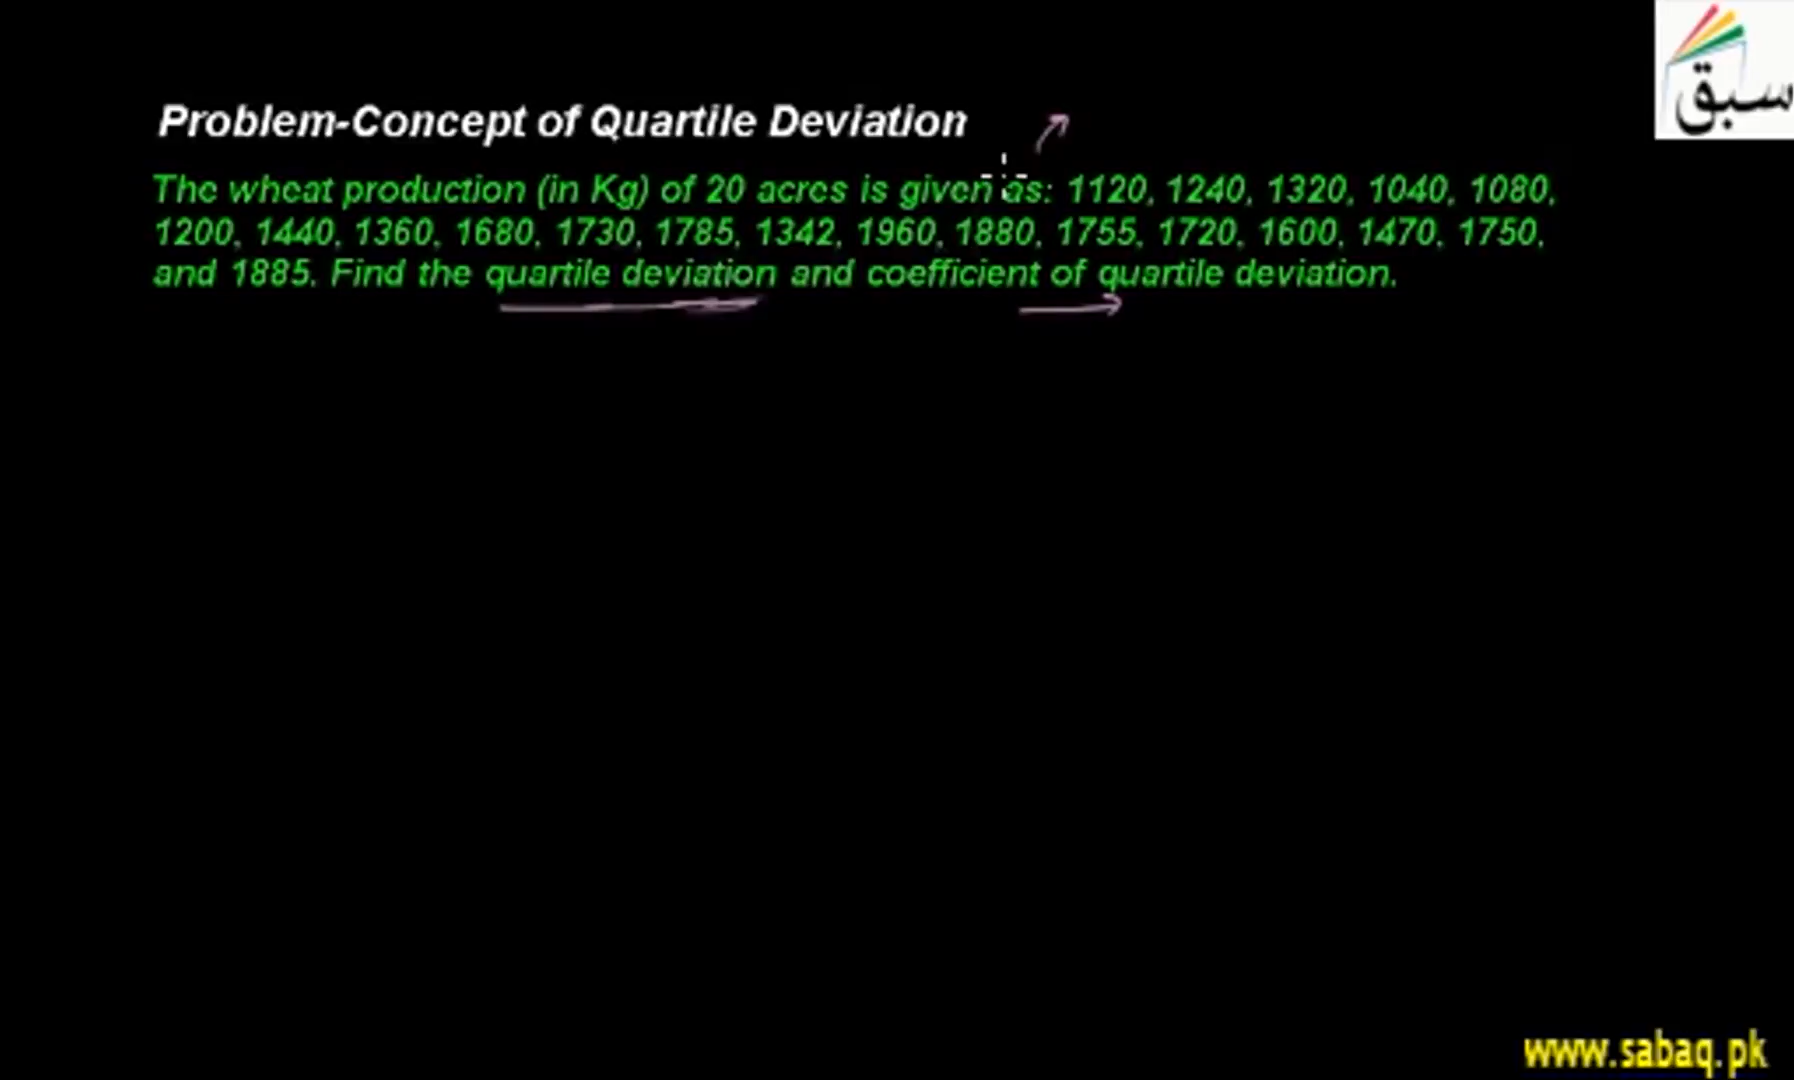 سبق
Problem-Concept of Quartile Deviation
The wheat production (in Kg) of 20 acres is given as: 1120, 1240, 1320, 1040, 1080,
1200, 1440, 1360, 1680, 1730, 1785, 1342, 1960, 1880, 1755, 1720, 1600, 1470, 1750,
and 1885. Find the quartile deviation and coefficient of quartile deviation.
www.sabaq.pk